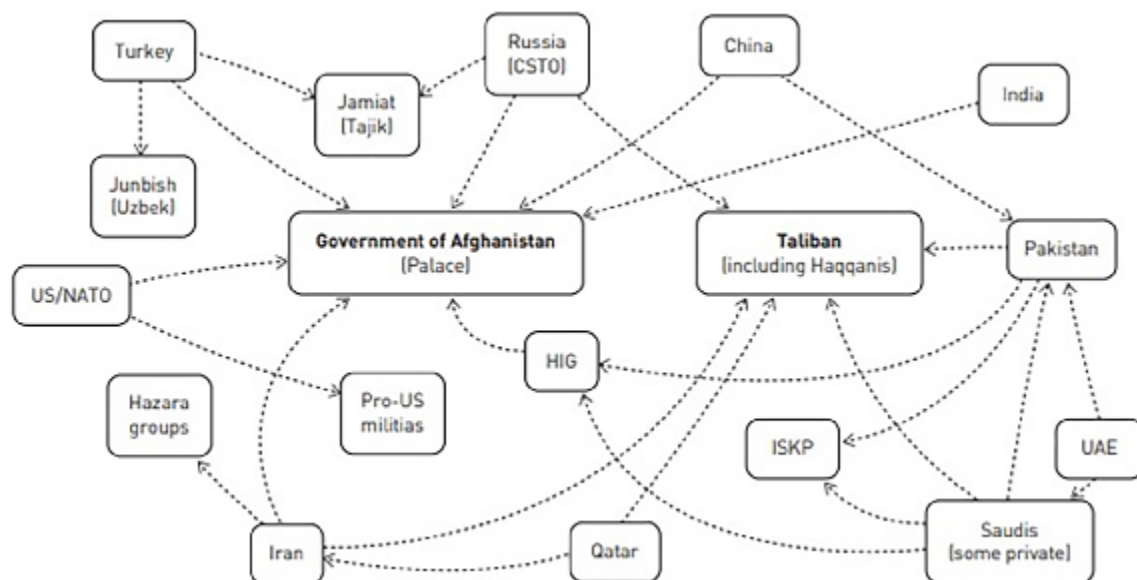 Turkey
Russia
(CSTO)
China
India
Jamiat
(Tajik)
Junbish
(Uzbek)
Government of Afghanistan
(Palace)
Taliban
(including Haqqanis)
Pakistan
US/NATO
HIG
Hazara
groups
Pro-US
militias
ISKP
UAE
Iran
Qatar
Saudis
(some private)